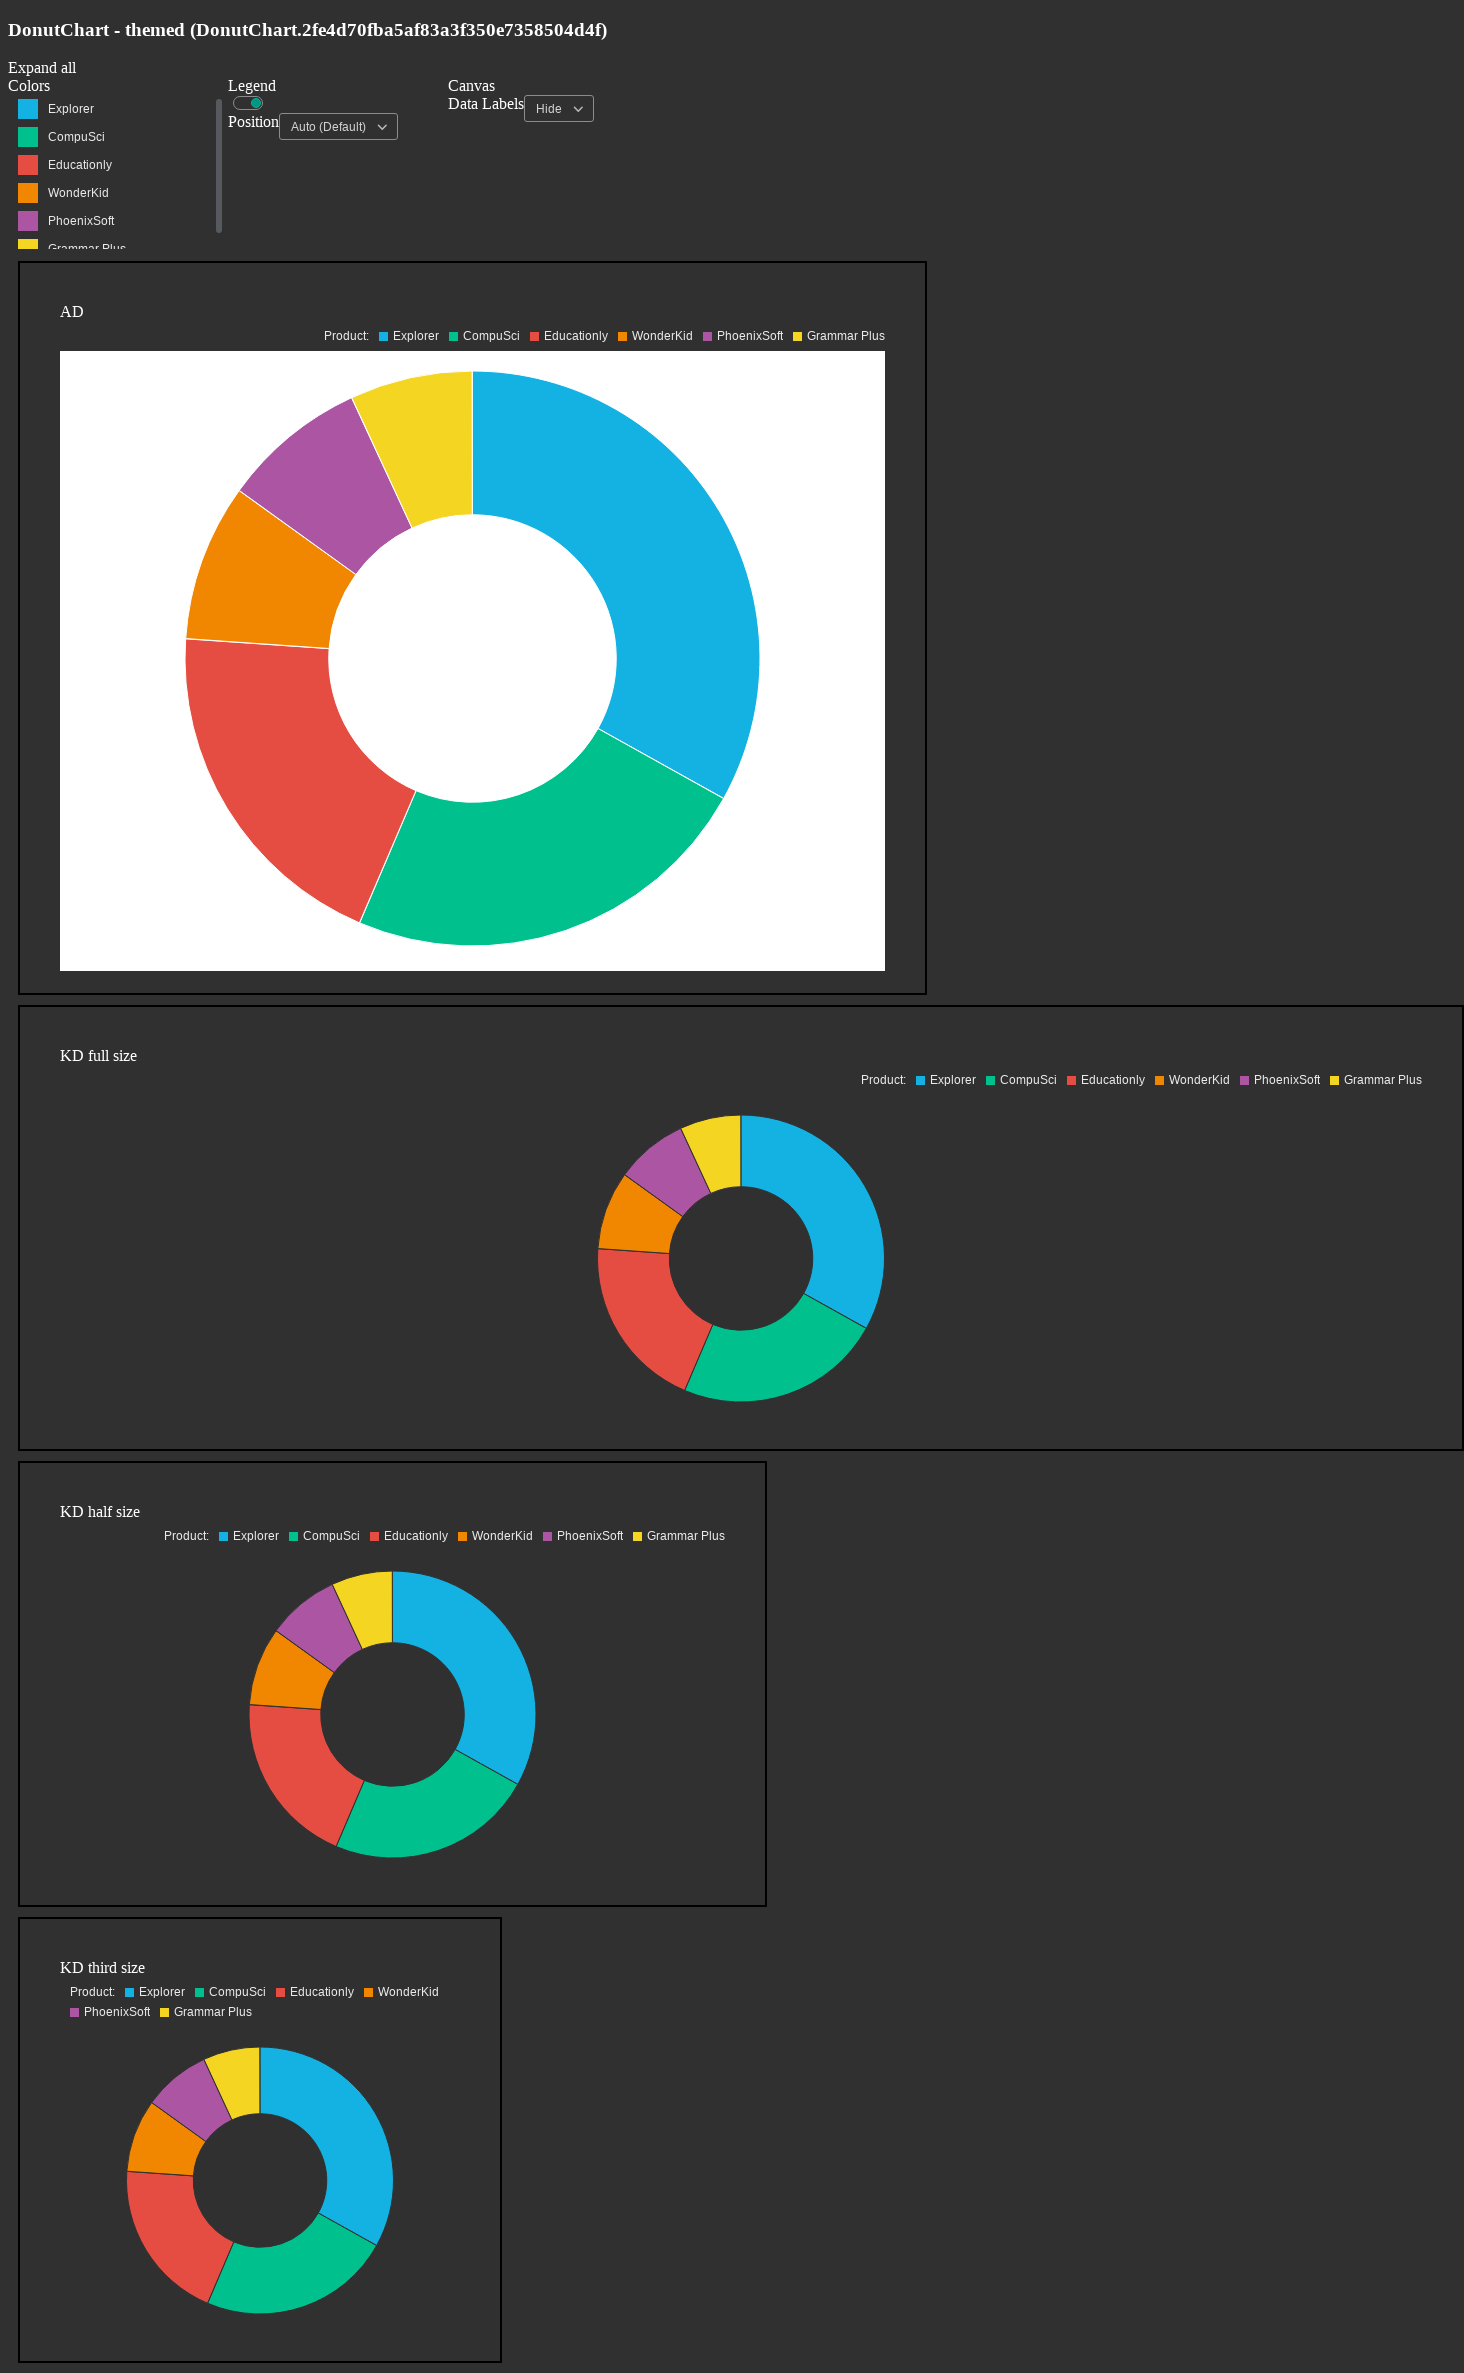 DonutChart - themed (DonutChart.2fe4d70fba5af83a3f350e7358504d4f)
Expand all
Colors
Explorer
CompuSci
Educationly
WonderKid
PhoenixSoft
Grammar Plus
Legend
Position Auto (Default)
Canvas
Data Labels Hide
AD
Product: Explorer CompuSci Educationly WonderKid PhoenixSoft Grammar Plus
KD full size
Product: Explorer CompuSci Educationly WonderKid PhoenixSoft Grammar Plus
KD half size
Product: Explorer CompuSci Educationly WonderKid PhoenixSoft Grammar Plus
KD third size
Product: Explorer CompuSci Educationly WonderKid
PhoenixSoft Grammar Plus